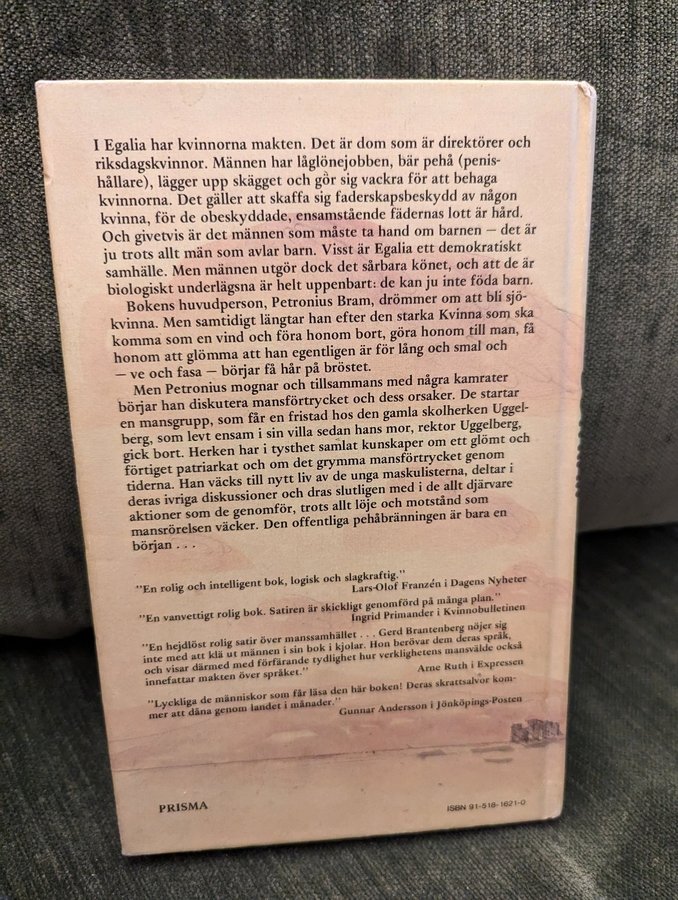 I Egalia har kvinnorna makten. Det är dom som är direktörer och
riksdagskvinnor. Männen har låglönejobben, bär pehå (penis-
hållare), lägger upp skägget och gör sig vackra för att behaga
kvinnorna. Det gäller att skaffa sig faderskapsbeskydd av någon
kvinna, för de obeskyddade, ensamstående fädernas lott är hård.
Och givetvis är det männen som måste ta hand om barnen – det är
ju trots allt män som avlar barn. Visst är Egalia ett demokratiskt
samhälle. Men männen utgör dock det sårbara könet, och att de är
biologiskt underlägsna är helt uppenbart: de kan ju inte föda barn.
Bokens huvudperson, Petronius Bram, drömmer om att bli sjö-
kvinna. Men samtidigt längtar han efter den starka Kvinna som ska
komma som en vind och föra honom bort, göra honom till man, få
honom att glömma att han egentligen är för lång och smal och
– ve och fasa – börjar få hår på bröstet.
Men Petronius mognar och tillsammans med några kamrater
börjar han diskutera mansförtrycket och dess orsaker. De startar
en mansgrupp, som får en fristad hos den gamla skolherken Uggel-
berg, som levt ensam i sin villa sedan hans mor, rektor Uggelberg,
gick bort. Herken har i tysthet samlat kunskaper om ett glömt och
förtiget patriarkat och om det grymma mansförtrycket genom
tiderna. Han väcks till nytt liv av de unga maskulisterna, deltar i
deras ivriga diskussioner och dras slutligen med i de allt djärvare
aktioner som de genomför, trots allt löje och motstånd som
mansrörelsen väcker. Den offentliga pehåbränningen är bara en
början . . .
"En rolig och intelligent bok, logisk och slagkraftig."
Lars-Olof Franzén i Dagens Nyheter
"En vanvettigt rolig bok. Satiren är skickligt genomförd på många plan."
Ingrid Primander i Kvinnobulletinen
"En hejdlöst rolig satir över manssamhället . . . Gerd Brantenberg nöjer sig
inte med att klä ut männen i sin bok i kjolar. Hon berövar dem deras språk,
och visar därmed med förfärande tydlighet hur verklighetens mansvälde också
innefattar makten över språket."
Arne Ruth i Expressen
"Lyckliga de människor som får läsa den här boken! Deras skrattsalvor kom-
mer att dåna genom landet i månader."
Gunnar Andersson i Jönköpings-Posten
PRISMA
ISBN 91-518-1621-0